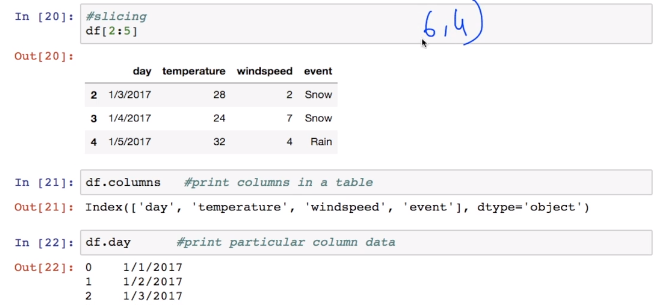 In [20]: #slicing
df[2:5]
6,4)
Out[20]:
day temperature windspeed event
2 1/3/2017 28 2 Snow
3 1/4/2017 24 7 Snow
4 1/5/2017 32 4 Rain
In [21]: df.columns #print columns in a table
Out[21]: Index(['day', 'temperature', 'windspeed', 'event'], dtype='object')
In [22]: df.day #print particular column data
Out[22]: 0 1/1/2017
1 1/2/2017
2 1/3/2017